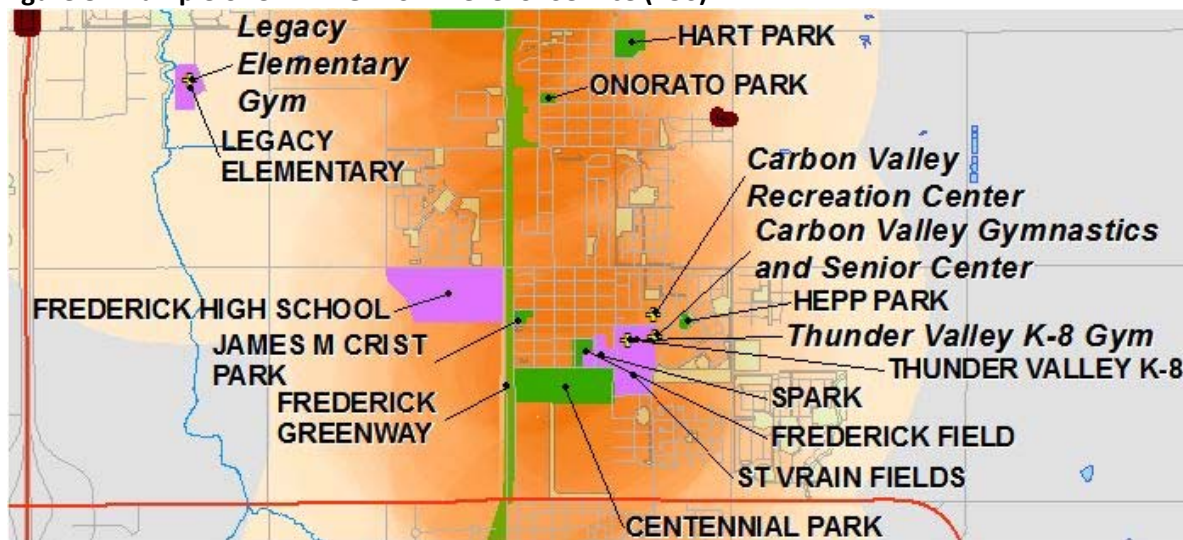 Legacy
Elementary
Gym
HART PARK
ONORATO PARK
LEGACY
ELEMENTARY
Carbon Valley
Recreation Center
Carbon Valley Gymnastics
and Senior Center
FREDERICK HIGH SCHOOL
HEPP PARK
JAMES M CRIST
PARK
Thunder Valley K-8 Gym
THUNDER VALLEY K-8
FREDERICK
GREENWAY
SPARK
FREDERICK FIELD
ST VRAIN FIELDS
CENTENNIAL PARK